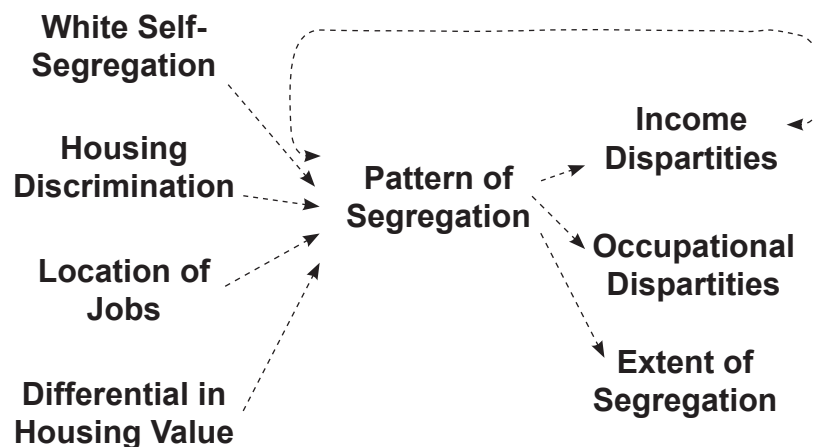 White Self-
Segregation
Housing
Discrimination
Location of
Jobs
Differential in
Housing Value
Pattern of
Segregation
Income
Dispartities
Occupational
Dispartities
Extent of
Segregation